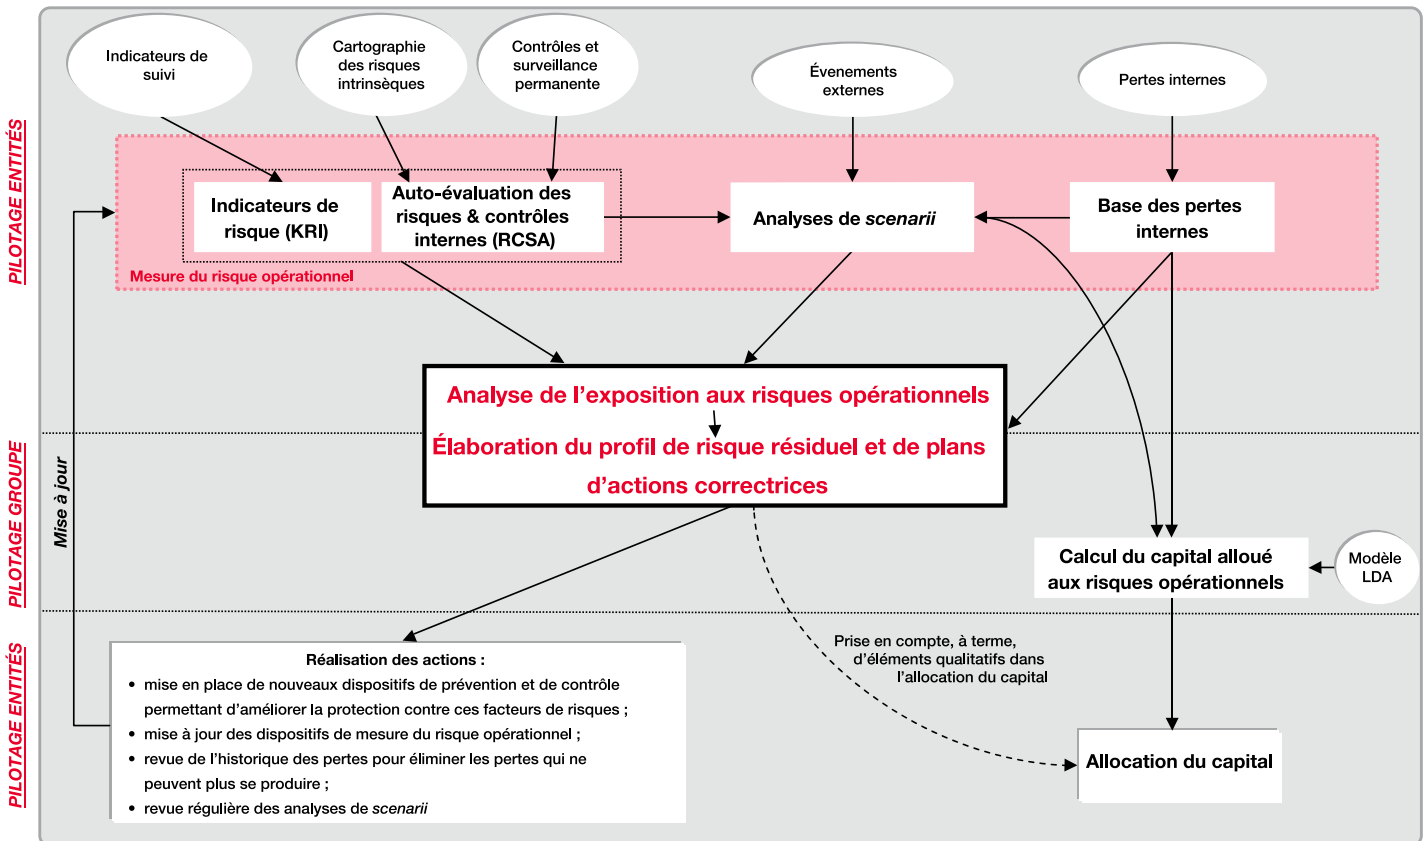 Indicateurs de
suivi
Cartographie
des risques
intrinsèques
Contrôles et
surveillance
permanente
Évenements
externes
Pertes internes
PILOTAGE ENTITÉS
Indicateurs de
risque (KRI)
Auto-évaluation des
risques & contrôles
internes (RCSA)
Analyses de scenarii
Base des pertes
internes
Mesure du risque opérationnel
Analyse de l’exposition aux risques opérationnels
Élaboration du profil de risque résiduel et de plans
d’actions correctrices
PILOTAGE GROUPE
Mise à jour
Calcul du capital alloué
aux risques opérationnels
Modèle
LDA
PILOTAGE ENTITÉS
Réalisation des actions :
• mise en place de nouveaux dispositifs de prévention et de contrôle
permettant d’améliorer la protection contre ces facteurs de risques ;
• mise à jour des dispositifs de mesure du risque opérationnel ;
• revue de l’historique des pertes pour éliminer les pertes qui ne
peuvent plus se produire ;
• revue régulière des analyses de scenarii
Prise en compte, à terme,
d’éléments qualitatifs dans
l’allocation du capital
Allocation du capital